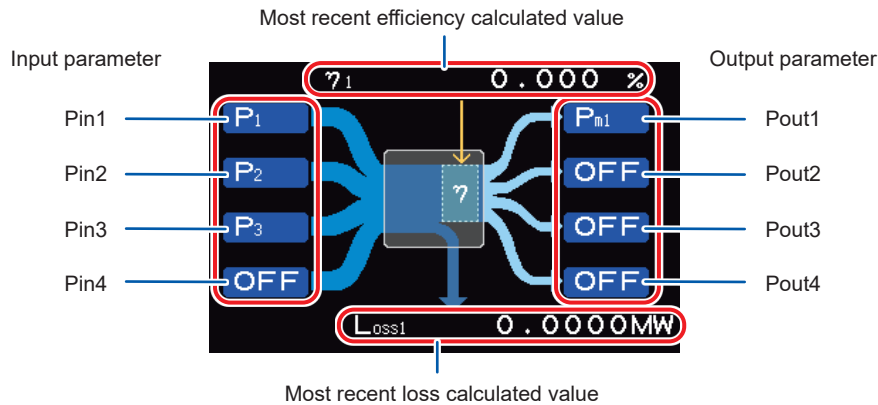 Most recent efficiency calculated value
Input parameter
Output parameter
η1 0.000 %
Pin1 P1 Pm1 Pout1
Pin2 P2 OFF Pout2
η
Pin3 P3 OFF Pout3
Pin4 OFF OFF Pout4
Loss1 0.0000MW
Most recent loss calculated value